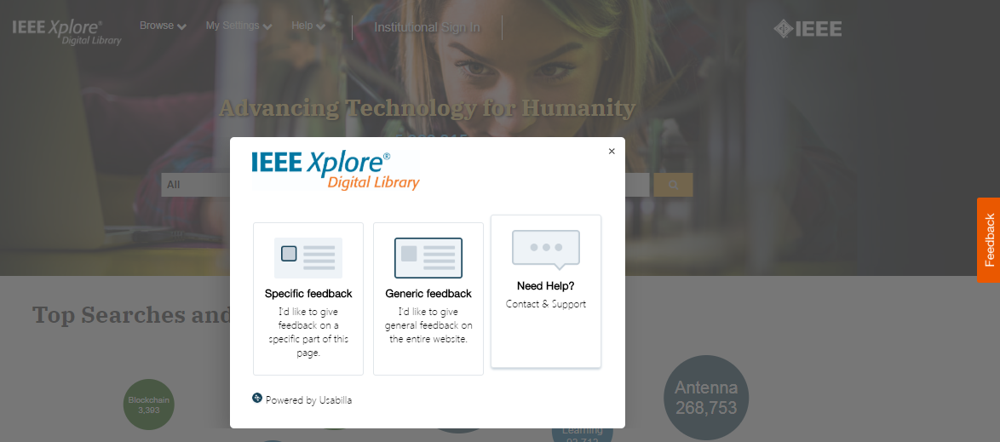 IEEE Xplore®
Digital Library
Browse
My Settings
Help
Institutional Sign In
IEEE
Advancing Technology for Humanity
All
IEEE Xplore®
Digital Library
×
Specific feedback
I'd like to give
feedback on a
specific part of this
page.
Generic feedback
I'd like to give
general feedback on
the entire website.
Need Help?
Contact & Support
Powered by Usabilla
Feedback
Top Searches and
Blockchain
3,393
Antenna
268,753
Learning